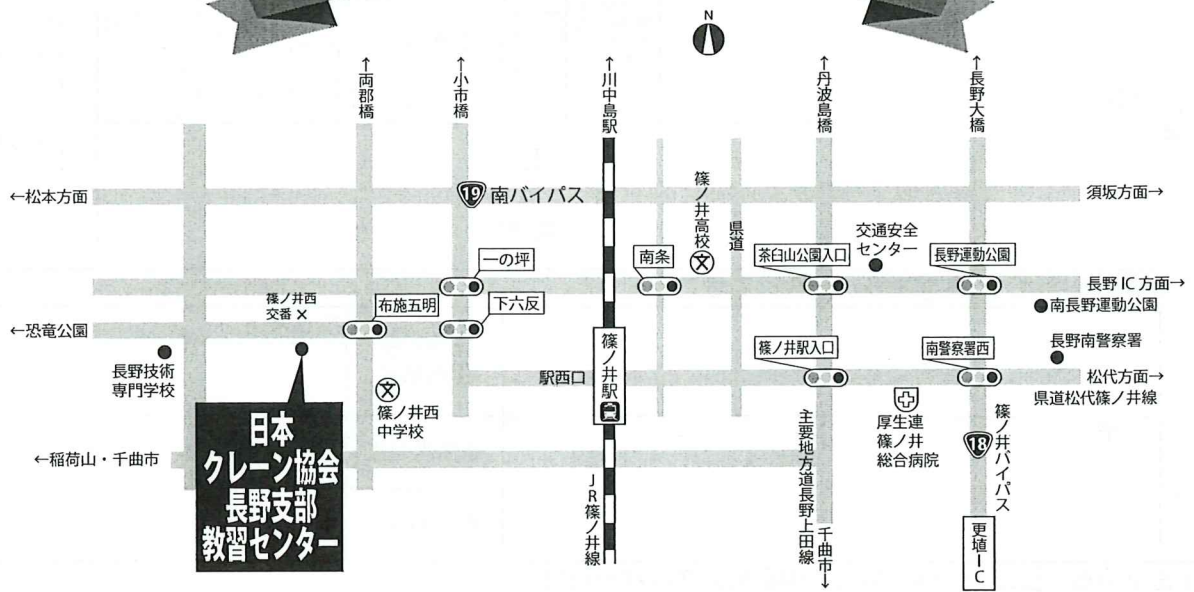 N
↑両郡橋
↑小市橋
↑川中島駅
↑丹波島橋
↑長野大橋
←松本方面
19 南バイパス
須坂方面→
篠ノ井高校
文
県道
交通安全
センター
一の坪
南条
茶臼山公園入口
長野運動公園
長野IC方面→
南長野運動公園
篠ノ井西
交番 ×
布施五明
下六反
←恐竜公園
長野技術
専門学校
篠ノ井駅
駅西口
篠ノ井駅入口
南警察署西
長野南警察署
松代方面→
県道松代篠ノ井線
文
篠ノ井西
中学校
日本
クレーン協会
長野支部
教習センター
←稲荷山・千曲市
JR篠ノ井線
主要地方道長野上田線
千曲市↓
厚生連
篠ノ井
総合病院
18
篠ノ井バイパス
更埴IC